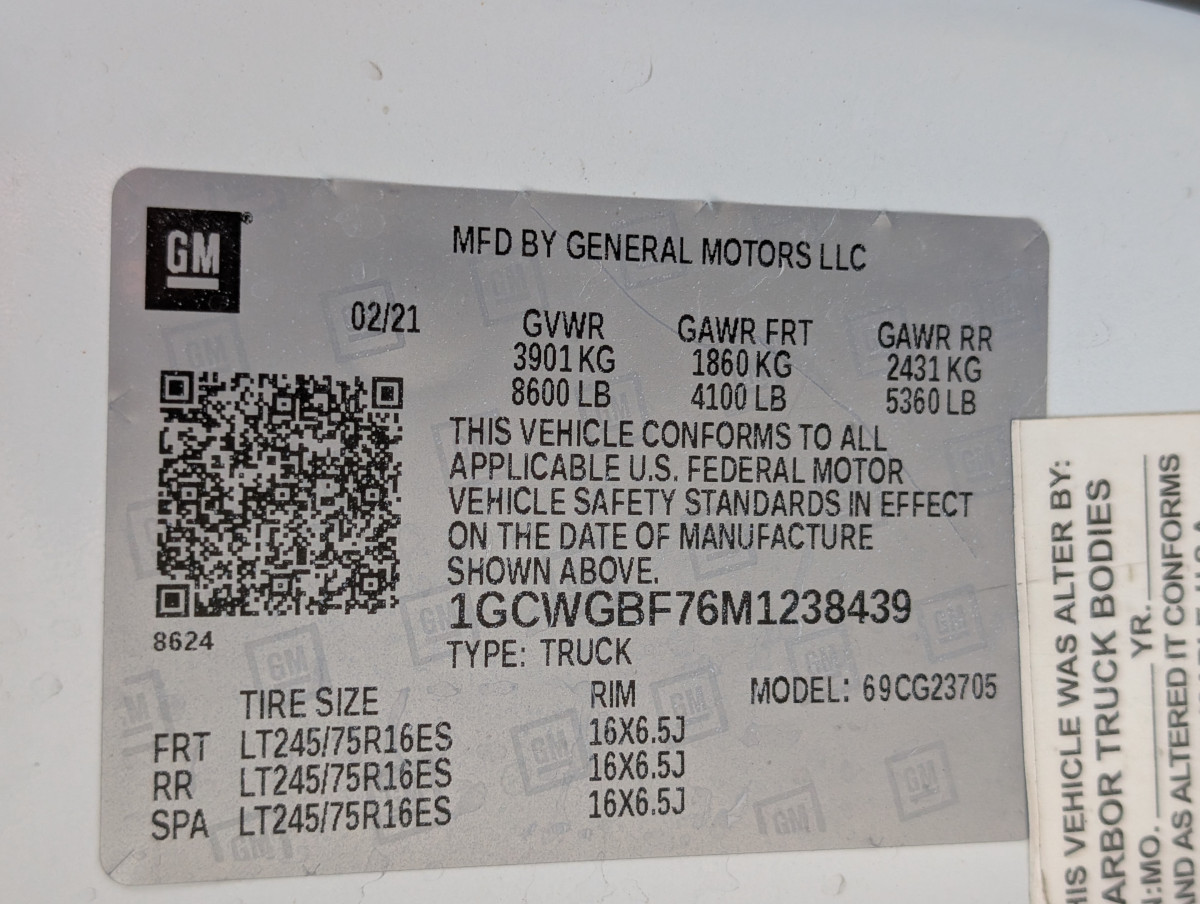 GM
MFD BY GENERAL MOTORS LLC
02/21
GVWR GAWR FRT GAWR RR
3901 KG 1860 KG 2431 KG
8600 LB 4100 LB 5360 LB
THIS VEHICLE CONFORMS TO ALL
APPLICABLE U.S. FEDERAL MOTOR
VEHICLE SAFETY STANDARDS IN EFFECT
ON THE DATE OF MANUFACTURE
SHOWN ABOVE.
1GCWGBF76M1238439
8624
TYPE: TRUCK
MODEL: 69CG23705
TIRE SIZE RIM
FRT LT245/75R16ES 16X6.5J
RR LT245/75R16ES 16X6.5J
SPA LT245/75R16ES 16X6.5J
HIS VEHICLE WAS ALTER BY:
ARBOR TRUCK BODIES
:MO. YR.
ND AS ALTERED IT CONFORMS